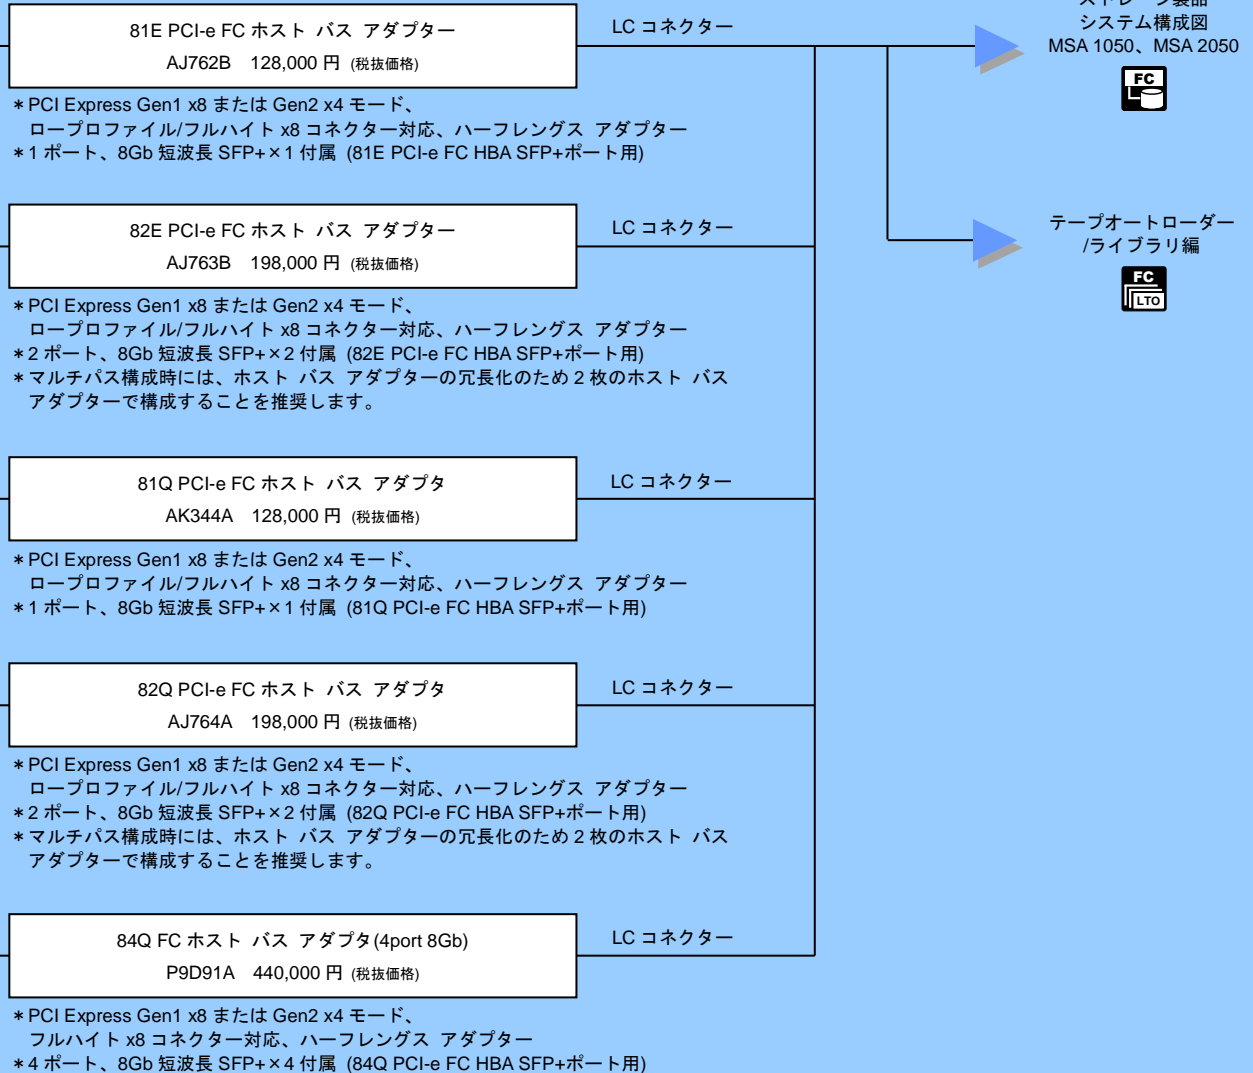 81E PCI-e FC ホスト バス アダプター
AJ762B 128,000 円 (税抜価格)
LC コネクター
ストレージ製品
システム構成図
MSA 1050、MSA 2050
FC
*PCI Express Gen1 x8 または Gen2 x4 モード、
ロープロファイル/フルハイト x8 コネクター対応、ハーフレングス アダプター
*1 ポート、8Gb 短波長 SFP+×1 付属 (81E PCI-e FC HBA SFP+ポート用)
82E PCI-e FC ホスト バス アダプター
AJ763B 198,000 円 (税抜価格)
LC コネクター
テープオートローダー
/ライブラリ編
FC
LTO
*PCI Express Gen1 x8 または Gen2 x4 モード、
ロープロファイル/フルハイト x8 コネクター対応、ハーフレングス アダプター
*2 ポート、8Gb 短波長 SFP+×2 付属 (82E PCI-e FC HBA SFP+ポート用)
*マルチパス構成時には、ホスト バス アダプターの冗長化のため 2 枚のホスト バス
アダプターで構成することを推奨します。
81Q PCI-e FC ホスト バス アダプタ
AK344A 128,000 円 (税抜価格)
LC コネクター
*PCI Express Gen1 x8 または Gen2 x4 モード、
ロープロファイル/フルハイト x8 コネクター対応、ハーフレングス アダプター
*1 ポート、8Gb 短波長 SFP+×1 付属 (81Q PCI-e FC HBA SFP+ポート用)
82Q PCI-e FC ホスト バス アダプタ
AJ764A 198,000 円 (税抜価格)
LC コネクター
*PCI Express Gen1 x8 または Gen2 x4 モード、
ロープロファイル/フルハイト x8 コネクター対応、ハーフレングス アダプター
*2 ポート、8Gb 短波長 SFP+×2 付属 (82Q PCI-e FC HBA SFP+ポート用)
*マルチパス構成時には、ホスト バス アダプターの冗長化のため 2 枚のホスト バス
アダプターで構成することを推奨します。
84Q FC ホスト バス アダプタ(4port 8Gb)
P9D91A 440,000 円 (税抜価格)
LC コネクター
*PCI Express Gen1 x8 または Gen2 x4 モード、
フルハイト x8 コネクター対応、ハーフレングス アダプター
*4 ポート、8Gb 短波長 SFP+×4 付属 (84Q PCI-e FC HBA SFP+ポート用)